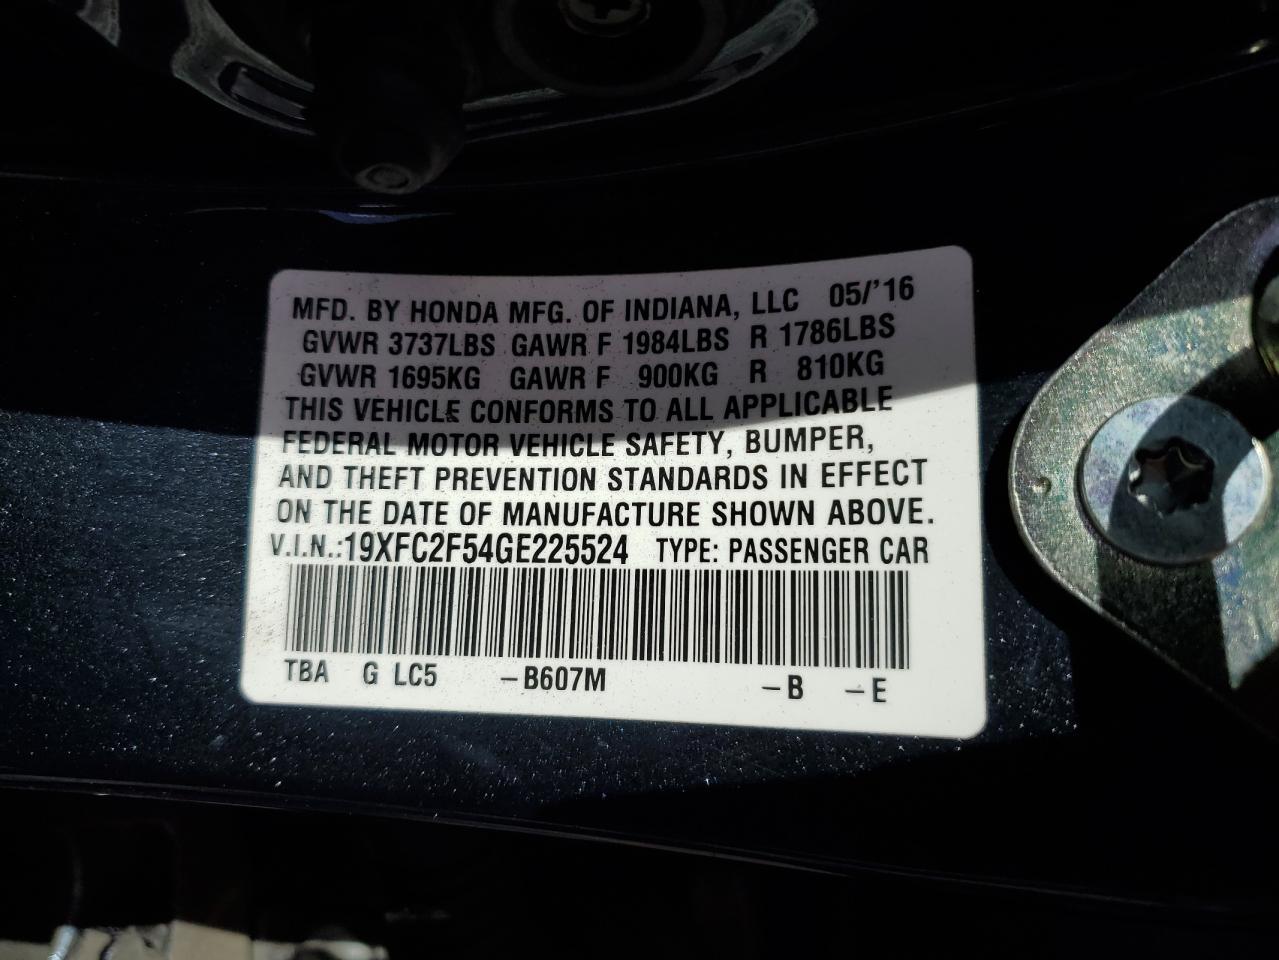 MFD. BY HONDA MFG. OF INDIANA, LLC 05/'16
GVWR 3737LBS GAWR F 1984LBS R 1786LBS
GVWR 1695KG GAWR F 900KG R 810KG
THIS VEHICLE CONFORMS TO ALL APPLICABLE
FEDERAL MOTOR VEHICLE SAFETY, BUMPER,
AND THEFT PREVENTION STANDARDS IN EFFECT
ON THE DATE OF MANUFACTURE SHOWN ABOVE.
V.I.N.:19XFC2F54GE225524 TYPE: PASSENGER CAR
TBA G LC5 –B607M –B –E